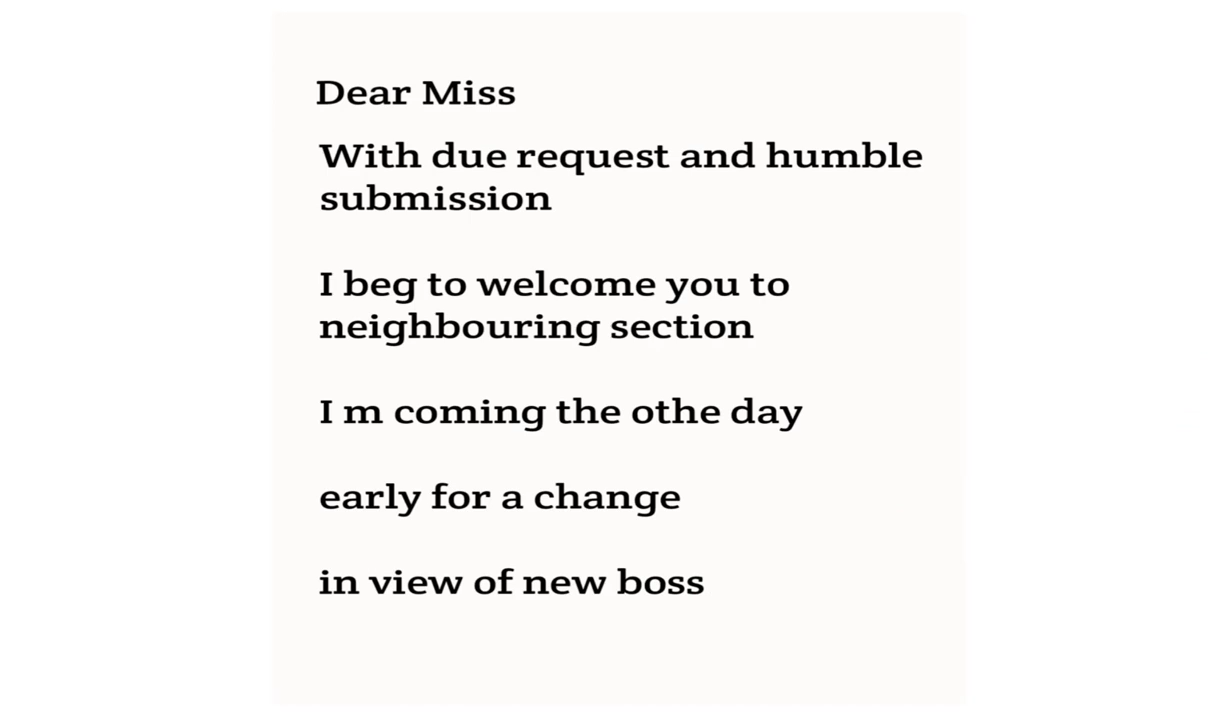 Dear Miss
With due request and humble
submission
I beg to welcome you to
neighbouring section
I m coming the othe day
early for a change
in view of new boss